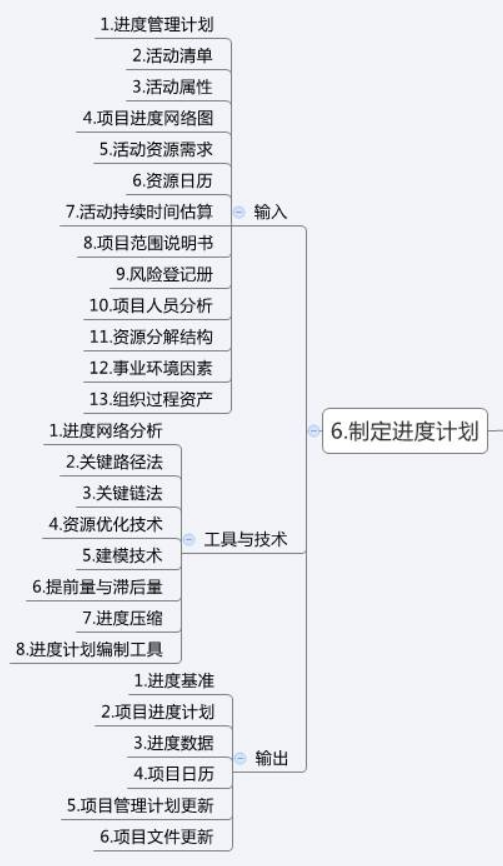 1.进度管理计划
2.活动清单
3.活动属性
4.项目进度网络图
5.活动资源需求
6.资源日历
7.活动持续时间估算
输入
8.项目范围说明书
9.风险登记册
10.项目人员分析
11.资源分解结构
12.事业环境因素
13.组织过程资产
6.制定进度计划
1.进度网络分析
2.关键路径法
3.关键链法
4.资源优化技术
工具与技术
5.建模技术
6.提前量与滞后量
7.进度压缩
8.进度计划编制工具
1.进度基准
2.项目进度计划
3.进度数据
输出
4.项目日历
5.项目管理计划更新
6.项目文件更新